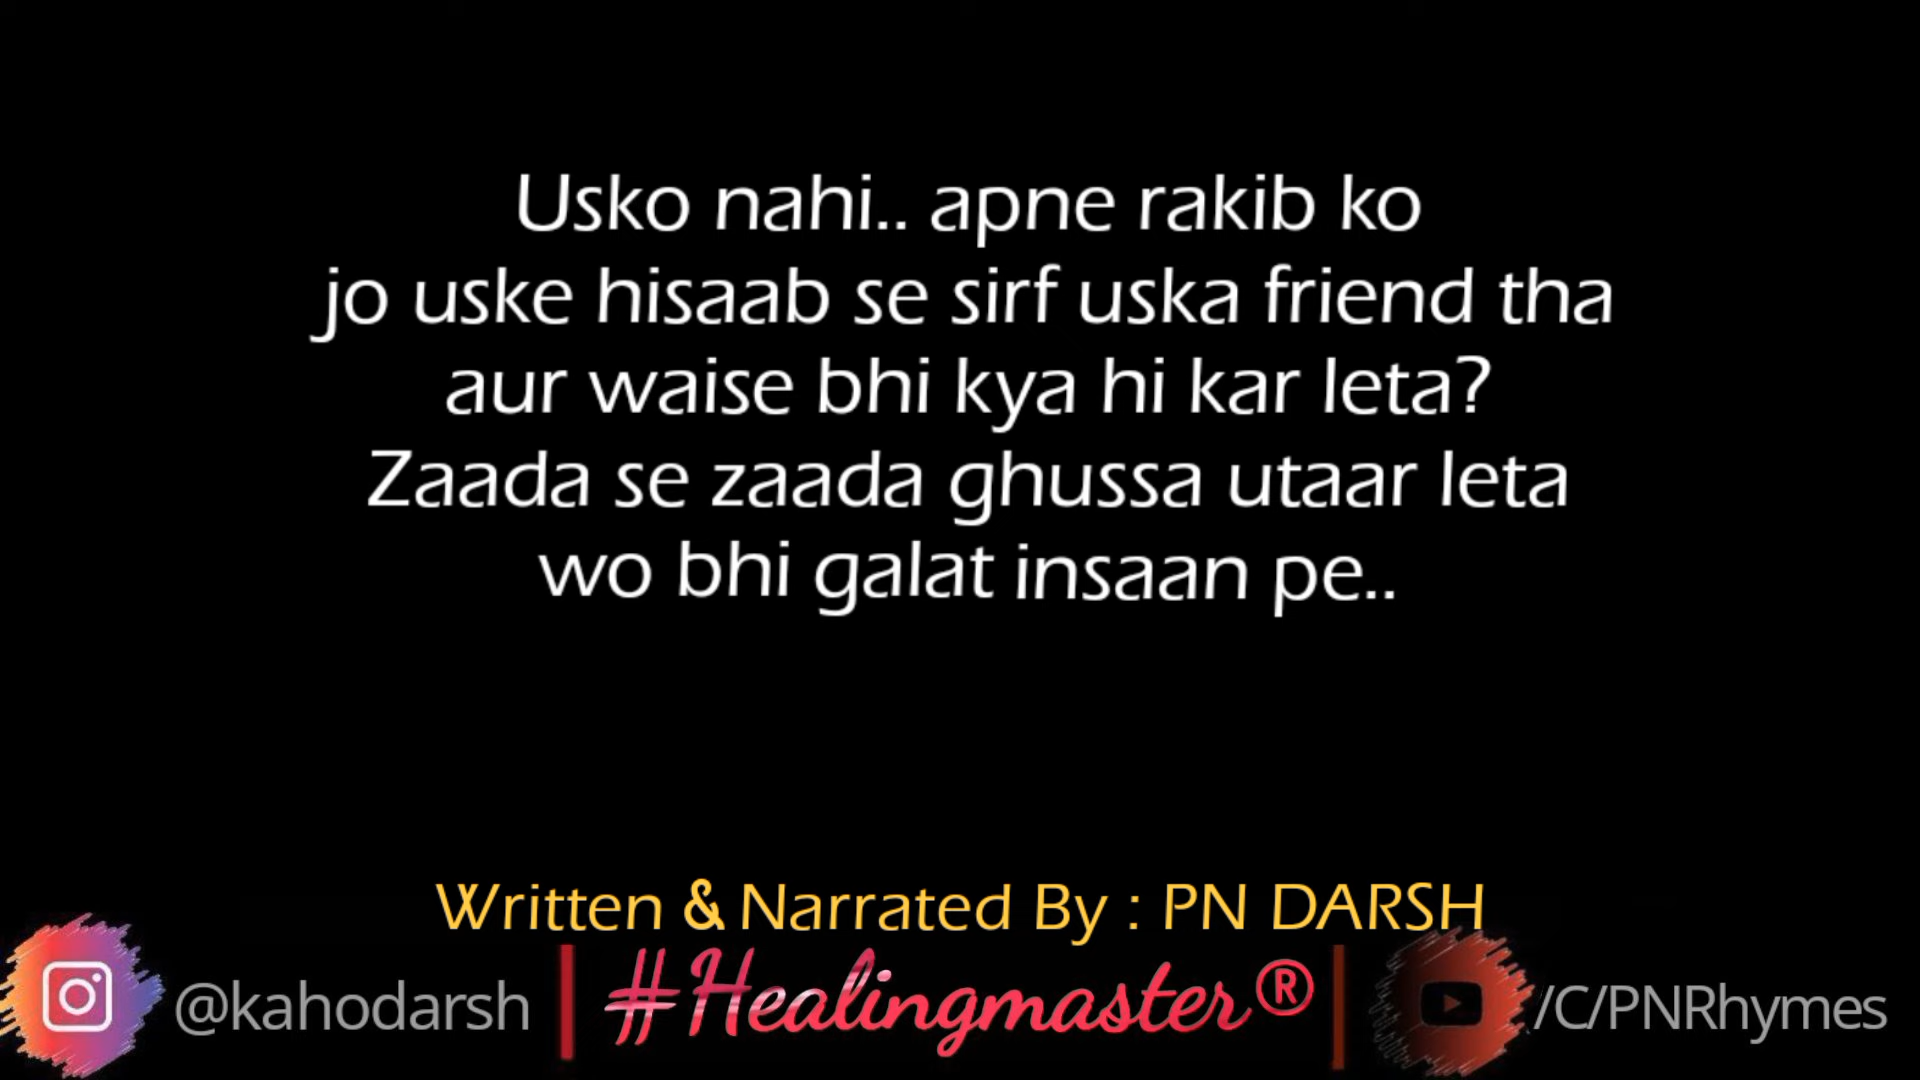 Usko nahi.. apne rakib ko
jo uske hisaab se sirf uska friend tha
aur waise bhi kya hi kar leta?
Zaada se zaada ghussa utaar leta
wo bhi galat insaan pe..
Written & Narrated By : PN DARSH
@kahodarsh
#Healingmaster®
/C/PNRhymes